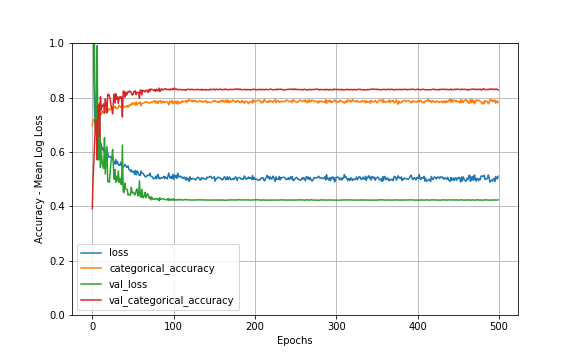 1.0
0.8
0.6
0.4
0.2
0.0
Accuracy - Mean Log Loss
loss
categorical_accuracy
val_loss
val_categorical_accuracy
0 100 200 300 400 500
Epochs